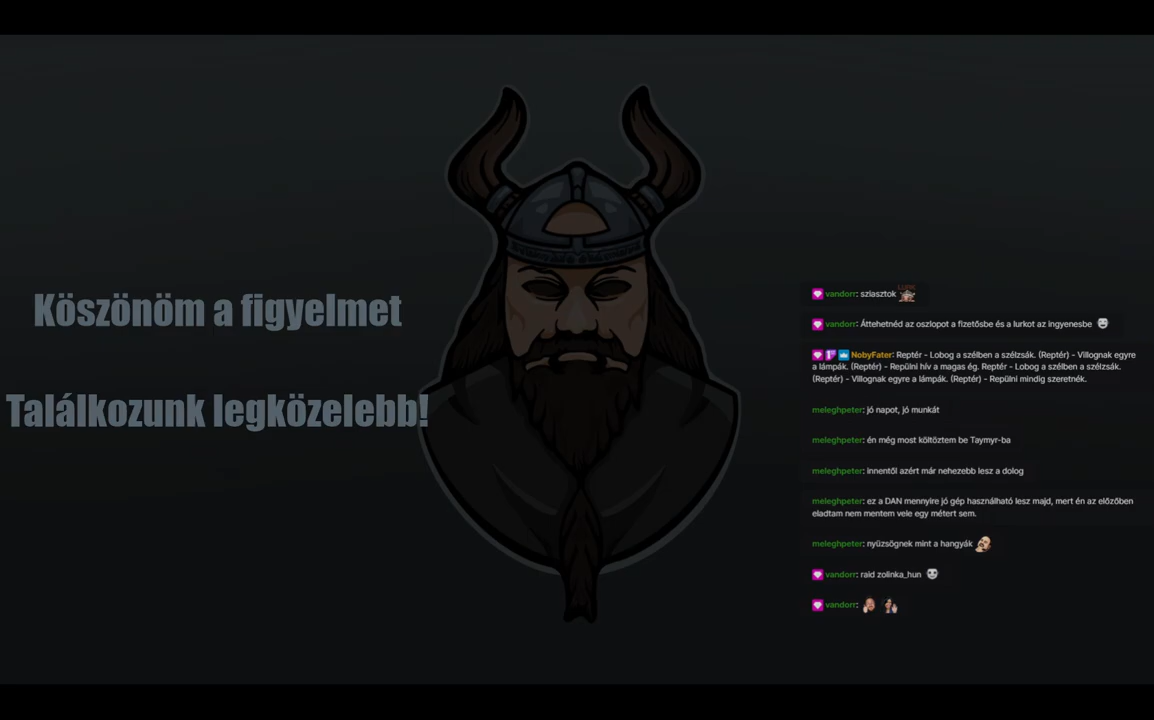 Köszönöm a figyelmet
Találkozunk legközelebb!
vandorr: sziasztok
vandorr: Áttehetnéd az oszlopot a fizetősbe és a lurkot az ingyenesbe
NobyFater: Reptér - Lobog a szélben a szélzsák. (Reptér) - Villognak egyre
a lámpák. (Reptér) - Repülni hív a magas ég. Reptér - Lobog a szélben a szélzsák.
(Reptér) - Villognak egyre a lámpák. (Reptér) - Repülni mindig szeretnék.
meleghpeter: jó napot, jó munkát
meleghpeter: én még most költöztem be Taymyr-ba
meleghpeter: innentől azért már nehezebb lesz a dolog
meleghpeter: ez a DAN mennyire jó gép használható lesz majd, mert én az előzőben
eladtam nem mentem vele egy métert sem.
meleghpeter: nyüzsögnek mint a hangyák
vandorr: raid zolinka_hun
vandorr: